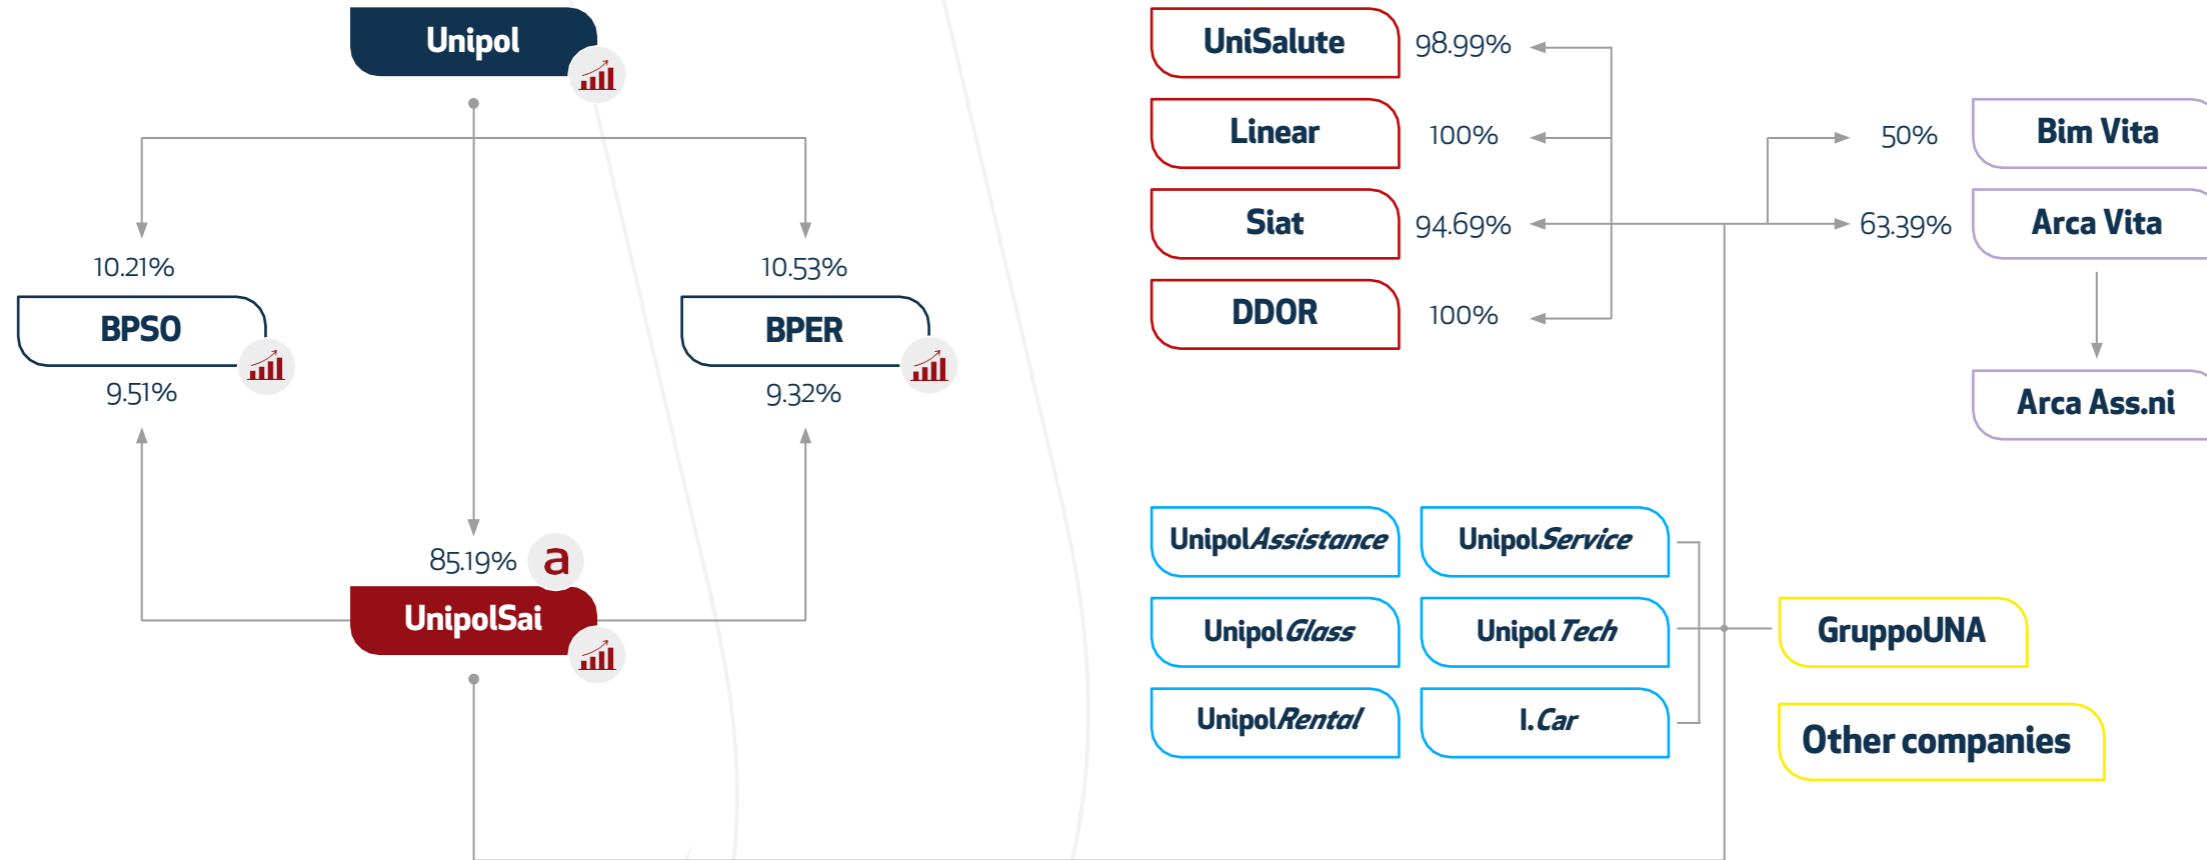 Unipol
10.21%
BPSO
9.51%
10.53%
BPER
9.32%
85.19%
a
UnipolSai
UniSalute 98.99%
Linear 100%
Siat 94.69%
DDOR 100%
50% Bim Vita
63.39% Arca Vita
Arca Ass.ni
UnipolAssistance
UnipolService
UnipolGlass
UnipolTech
UnipolRental
I.Car
GruppoUNA
Other companies